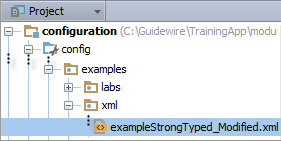 Project
configuration (C:\Guidewire\TrainingApp\modu
config
examples
labs
xml
exampleStrongTyped_Modified.xml